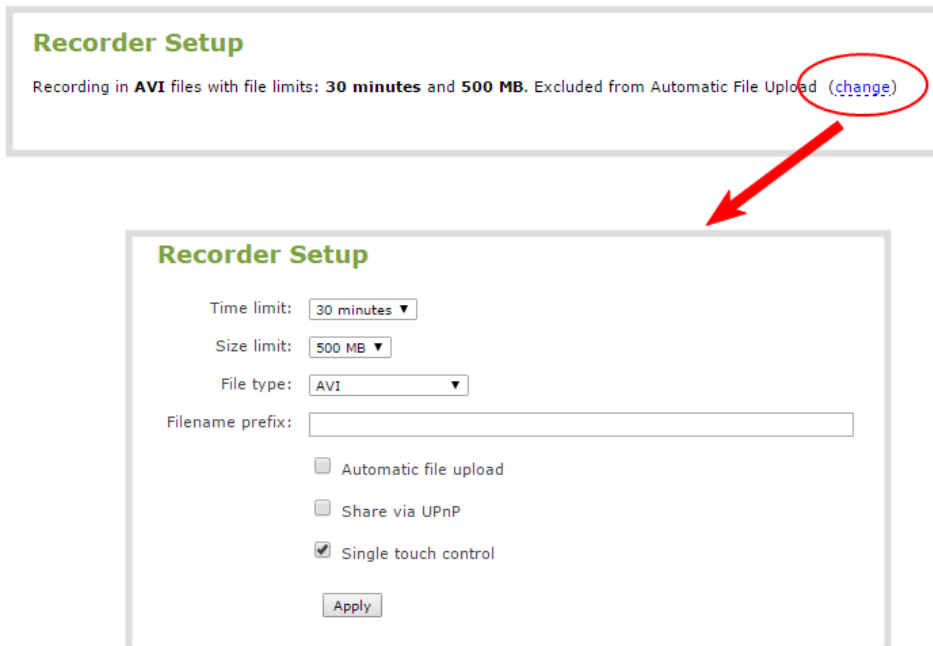 Recorder Setup
Recording in AVI files with file limits: 30 minutes and 500 MB. Excluded from Automatic File Upload (change)
Recorder Setup
Time limit: 30 minutes
Size limit: 500 MB
File type: AVI
Filename prefix:
Automatic file upload
Share via UPnP
Single touch control
Apply